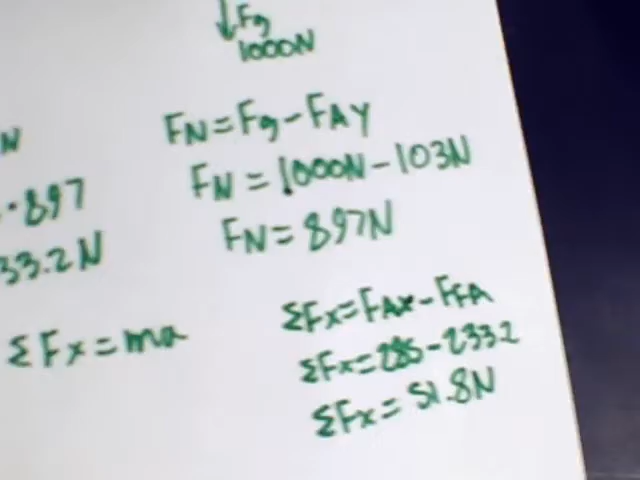 Fg
1000N
N
FN=Fg-FAy
FN=1000N-103N
FN=897N
.897
33.2N
ΣFx=ma
ΣFx=FAx-FFA
ΣFx=285-233.2
ΣFx=51.8N